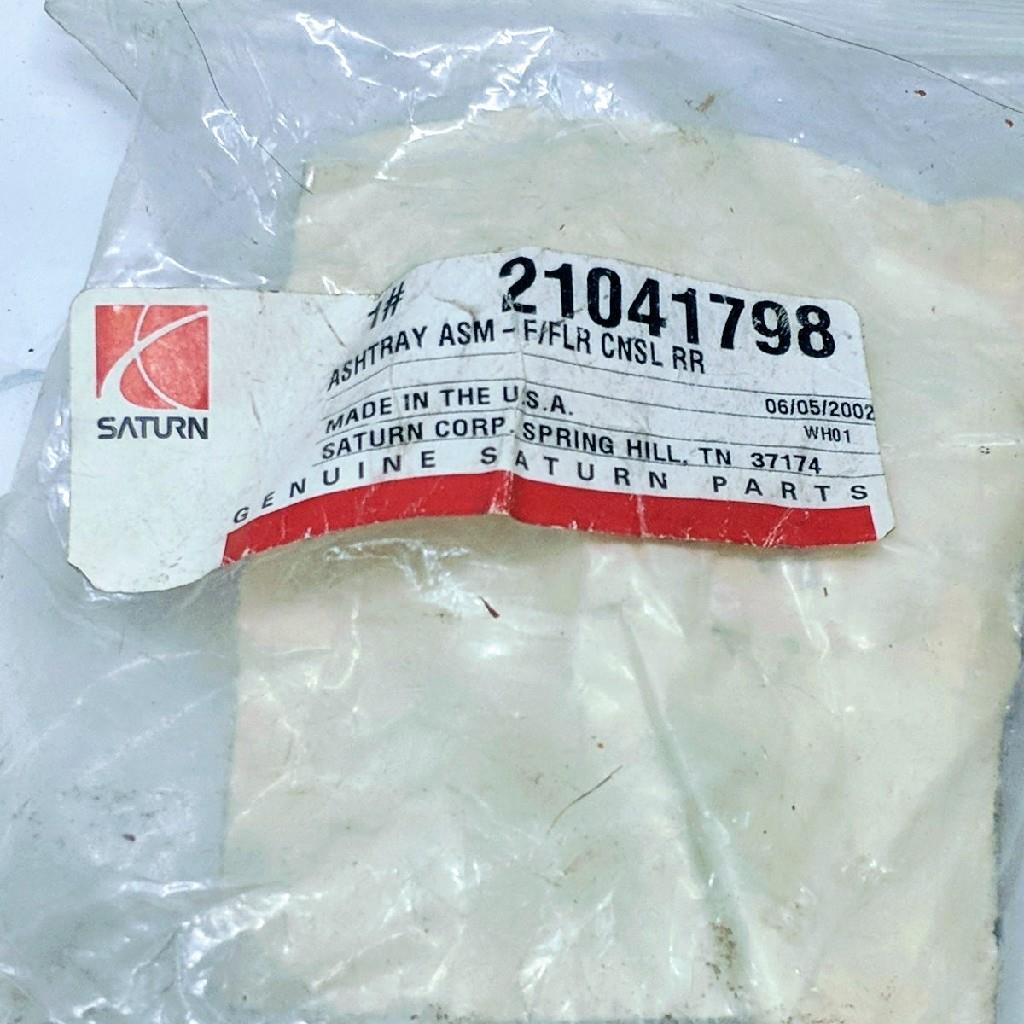 SATURN
1# 21041798
ASHTRAY ASM - F/FLR CNSL RR
MADE IN THE U.S.A. 06/05/2002
WH01
SATURN CORP. SPRING HILL, TN 37174
GENUINE SATURN PARTS